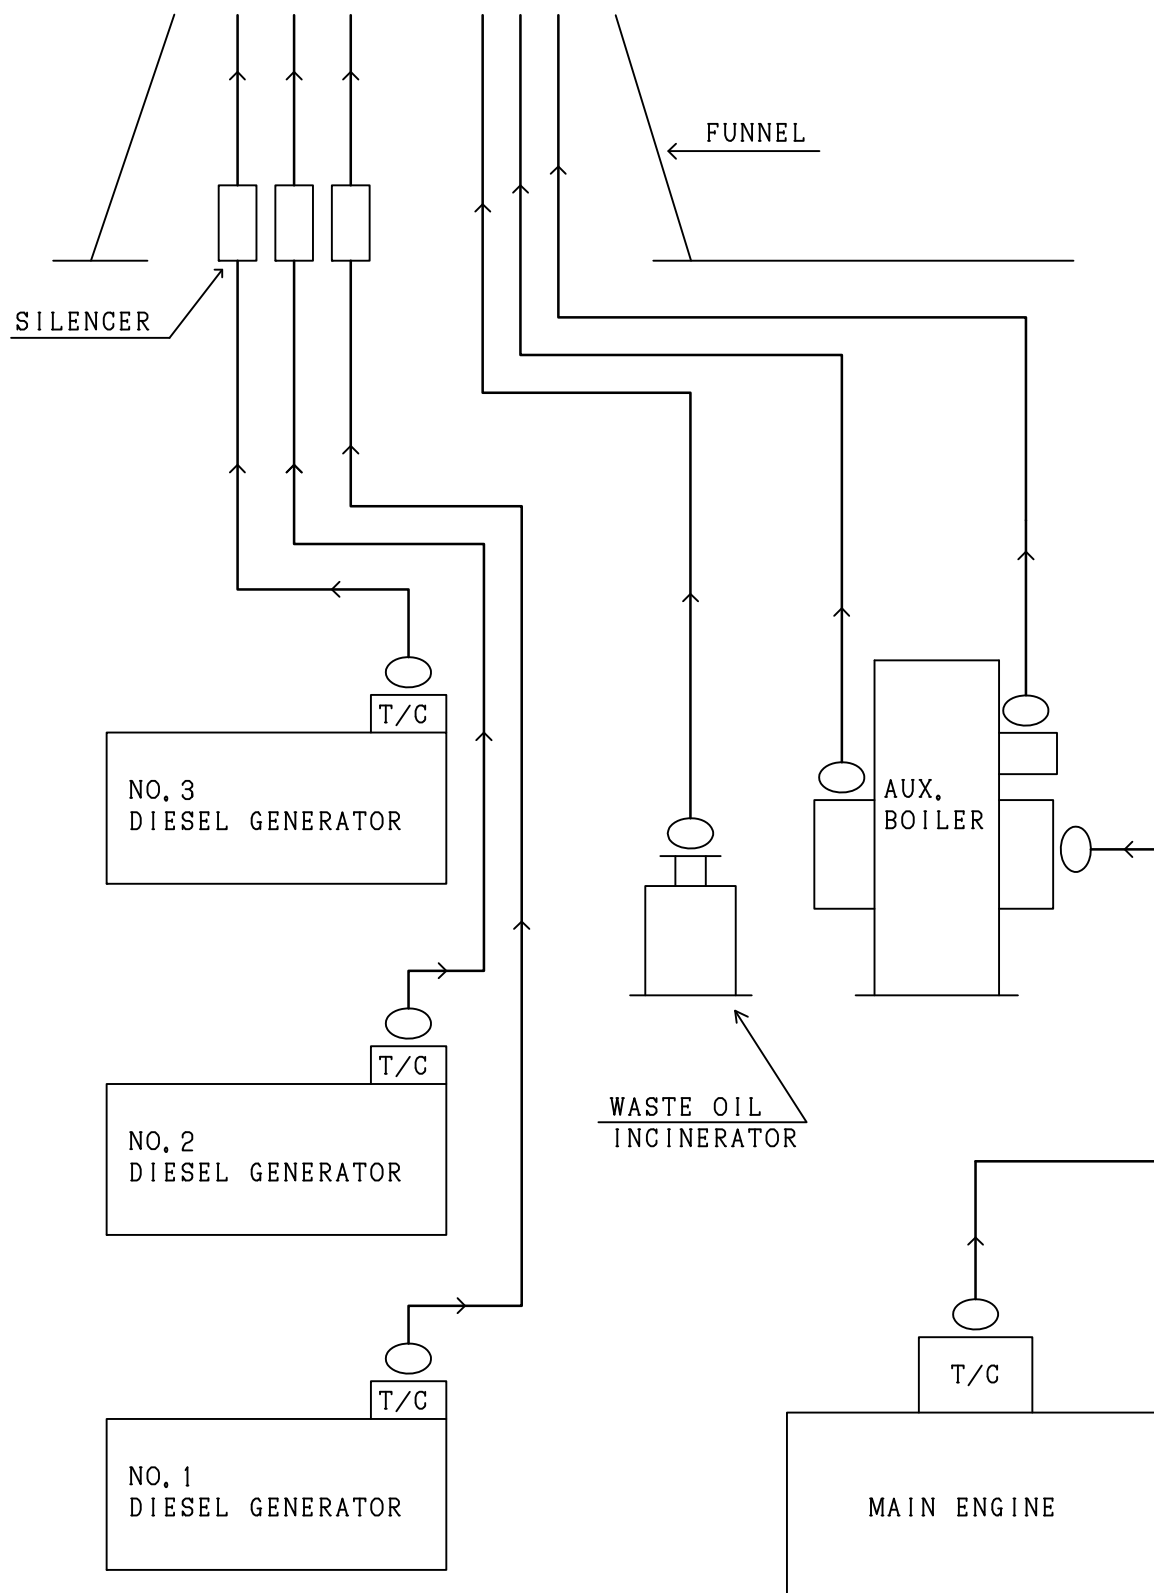 FUNNEL
SILENCER
T/C
NO. 3
DIESEL GENERATOR
AUX.
BOILER
T/C
NO. 2
DIESEL GENERATOR
WASTE OIL
INCINERATOR
T/C
NO. 1
DIESEL GENERATOR
T/C
MAIN ENGINE